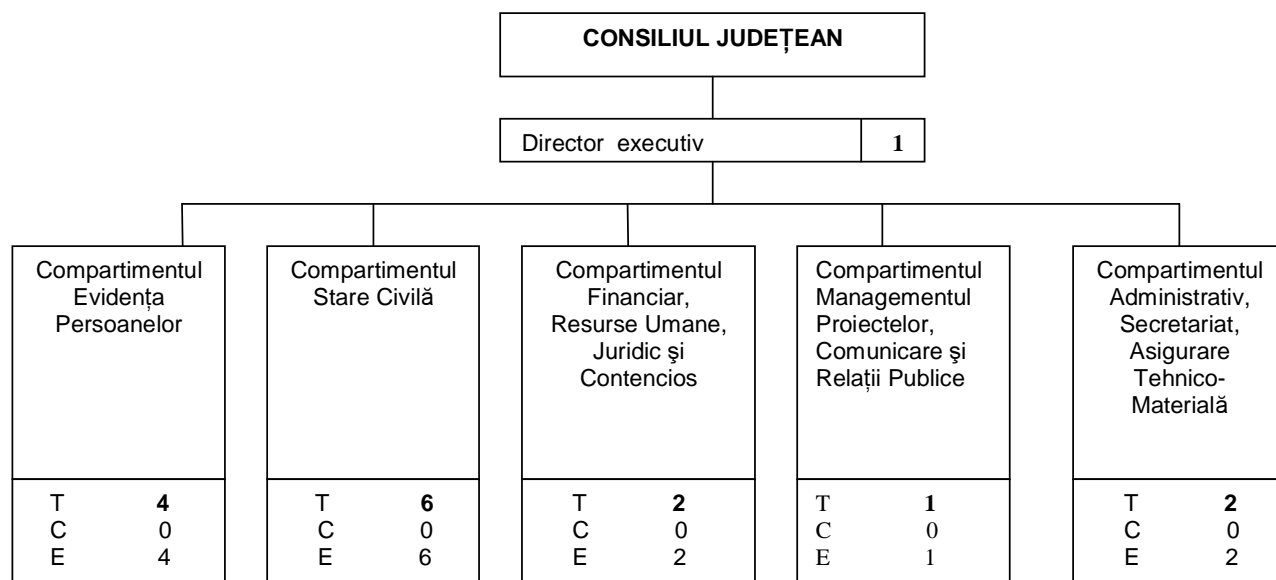 CONSILIUL JUDEȚEAN
Director executiv 1
Compartimentul
Evidența
Persoanelor
T 4
C 0
E 4
Compartimentul
Stare Civilă
T 6
C 0
E 6
Compartimentul
Financiar,
Resurse Umane,
Juridic şi
Contencios
T 2
C 0
E 2
Compartimentul
Managementul
Proiectelor,
Comunicare şi
Relații Publice
T 1
C 0
E 1
Compartimentul
Administrativ,
Secretariat,
Asigurare
Tehnico-
Materială
T 2
C 0
E 2